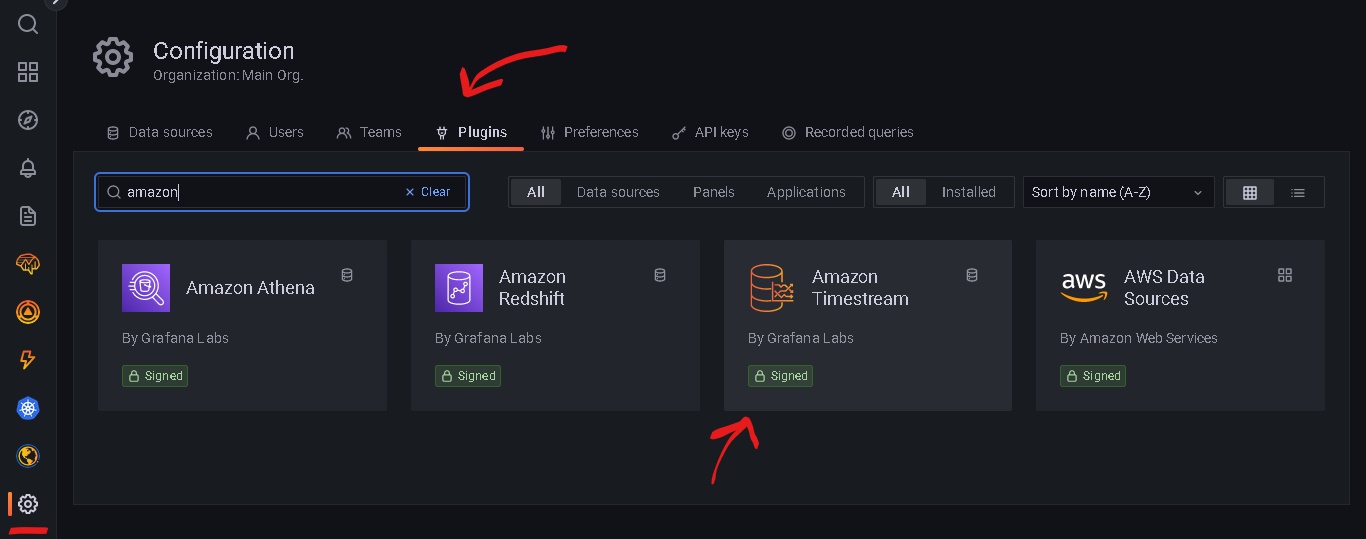 Configuration
Organization: Main Org.
Data sources Users Teams Plugins Preferences API keys Recorded queries
amazon Clear All Data sources Panels Applications All Installed Sort by name (A-Z)
Amazon Athena
By Grafana Labs
Signed
Amazon
Redshift
By Grafana Labs
Signed
Amazon
Timestream
By Grafana Labs
Signed
aws
AWS Data
Sources
By Amazon Web Services
Signed